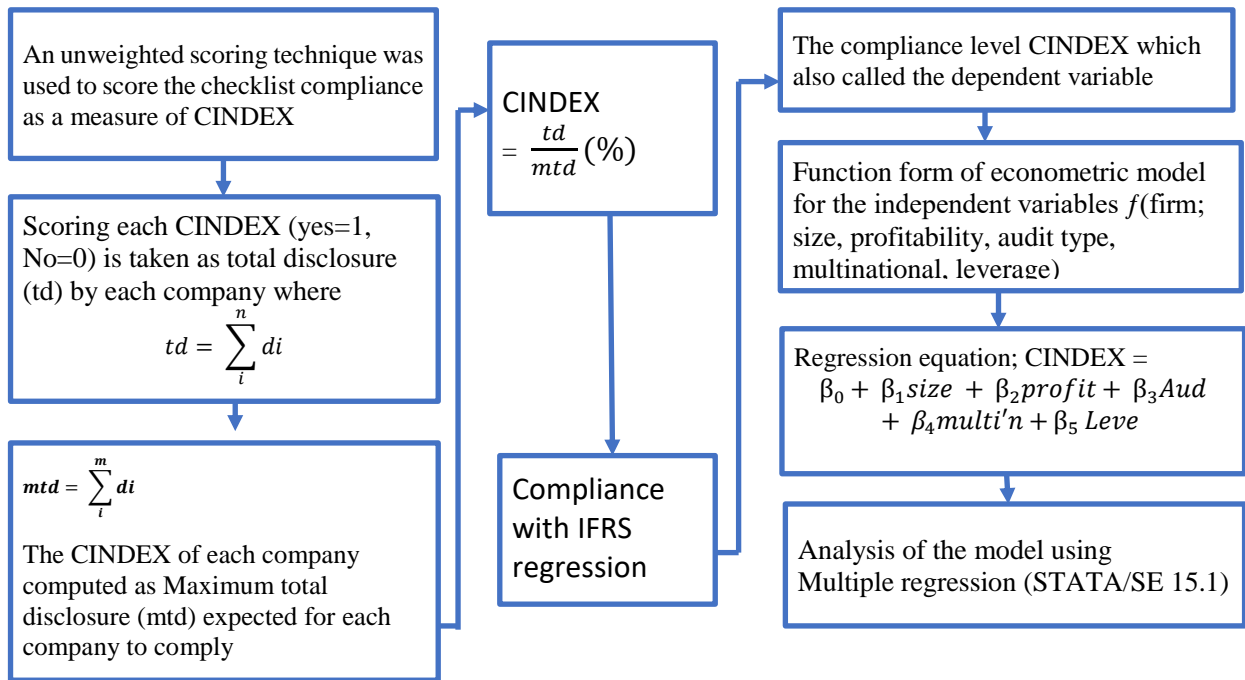 An unweighted scoring technique was
used to score the checklist compliance
as a measure of CINDEX
Scoring each CINDEX (yes=1,
No=0) is taken as total disclosure
(td) by each company where
td = ∑_i^n di
mtd = ∑_i^m di
The CINDEX of each company
computed as Maximum total
disclosure (mtd) expected for each
company to comply
CINDEX
= td/mtd (%)
Compliance
with IFRS
regression
The compliance level CINDEX which
also called the dependent variable
Function form of econometric model
for the independent variables f(firm;
size, profitability, audit type,
multinational, leverage)
Regression equation; CINDEX =
β₀ + β₁size + β₂profit + β₃Aud
+ β₄multi′n + β₅ Leve
Analysis of the model using
Multiple regression (STATA/SE 15.1)